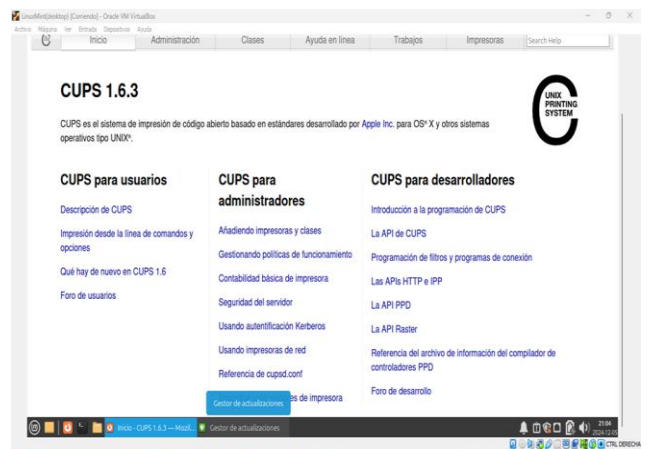 LinuxMint(desktop) [Corriendo] - Oracle VM VirtualBox
Archivo Máquina Ver Entrada Dispositivos Ayuda
Inicio Administración Clases Ayuda en línea Trabajos Impresoras Search Help
CUPS 1.6.3
UNIX
PRINTING
SYSTEM
CUPS es el sistema de impresión de código abierto basado en estándares desarrollado por Apple Inc. para OS® X y otros sistemas
operativos tipo UNIX®.
CUPS para usuarios
Descripción de CUPS
Impresión desde la línea de comandos y
opciones
Qué hay de nuevo en CUPS 1.6
Foro de usuarios
CUPS para
administradores
Añadiendo impresoras y clases
Gestionando políticas de funcionamiento
Contabilidad básica de impresora
Seguridad del servidor
Usando autentificación Kerberos
Usando impresoras de red
Referencia de cupsd.conf
es de impresora
CUPS para desarrolladores
Introducción a la programación de CUPS
La API de CUPS
Programación de filtros y programas de conexión
Las APIs HTTP e IPP
La API PPD
La API Raster
Referencia del archivo de información del compilador de
controladores PPD
Foro de desarrollo
Gestor de actualizaciones
Inicio - CUPS 1.6.3 — Mozil... Gestor de actualizaciones
21:04
2024-12-05
CTRL DERECHA